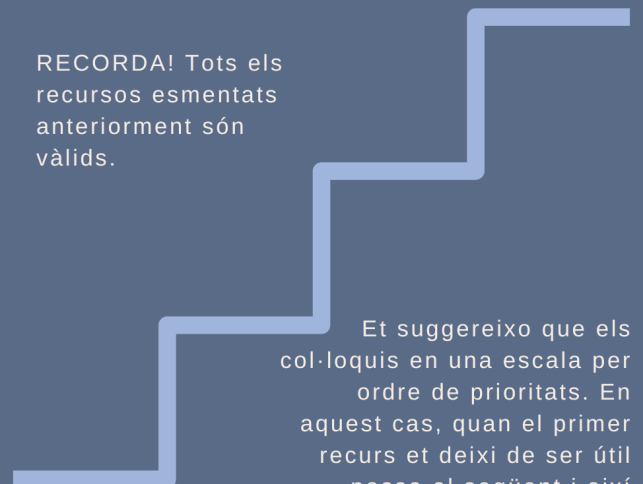 RECORDA! Tots els
recursos esmentats
anteriorment són
vàlids.
Et suggereixo que els
col·loquis en una escala per
ordre de prioritats. En
aquest cas, quan el primer
recurs et deixi de ser útil